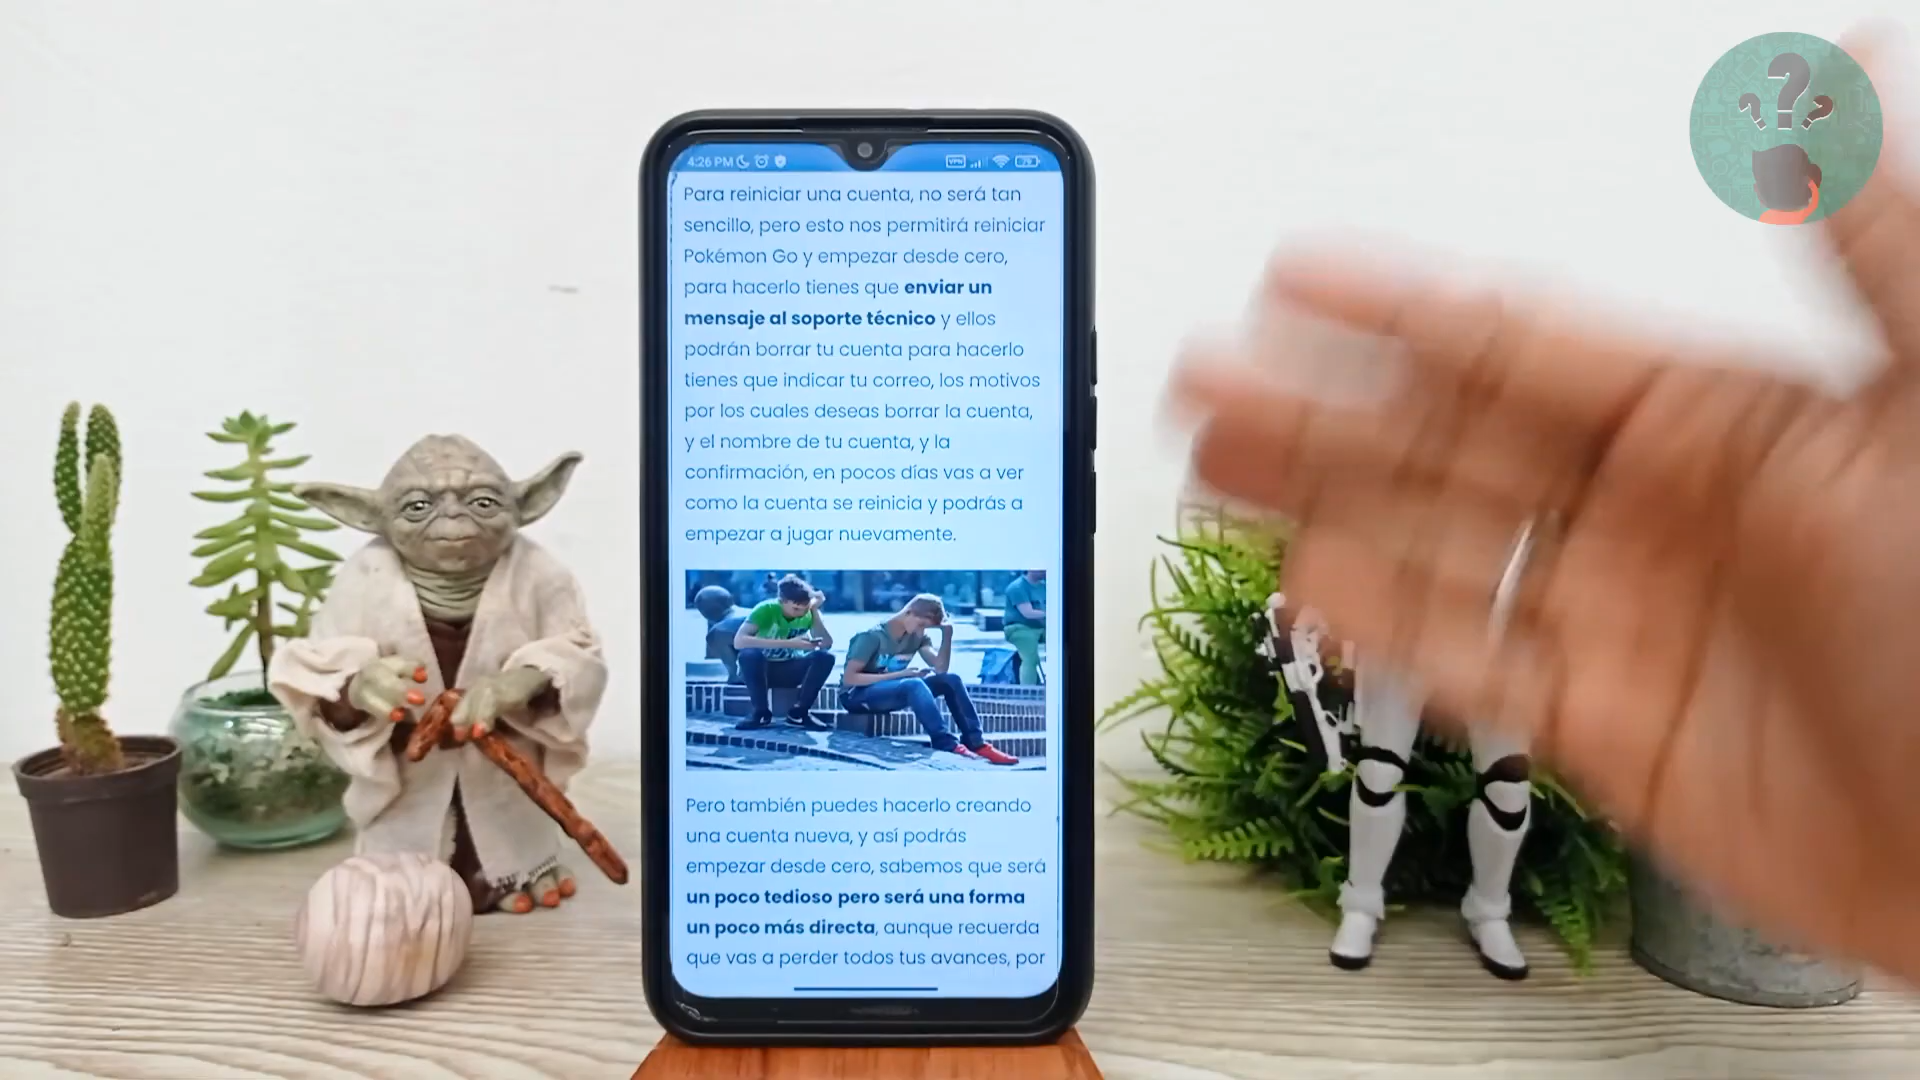 4:26 PM
VPN
Para reiniciar una cuenta, no será tan
sencillo, pero esto nos permitirá reiniciar
Pokémon Go y empezar desde cero,
para hacerlo tienes que enviar un
mensaje al soporte técnico y ellos
podrán borrar tu cuenta para hacerlo
tienes que indicar tu correo, los motivos
por los cuales deseas borrar la cuenta,
y el nombre de tu cuenta, y la
confirmación, en pocos días vas a ver
como la cuenta se reinicia y podrás a
empezar a jugar nuevamente.
Pero también puedes hacerlo creando
una cuenta nueva, y así podrás
empezar desde cero, sabemos que será
un poco tedioso pero será una forma
un poco más directa, aunque recuerda
que vas a perder todos tus avances, por